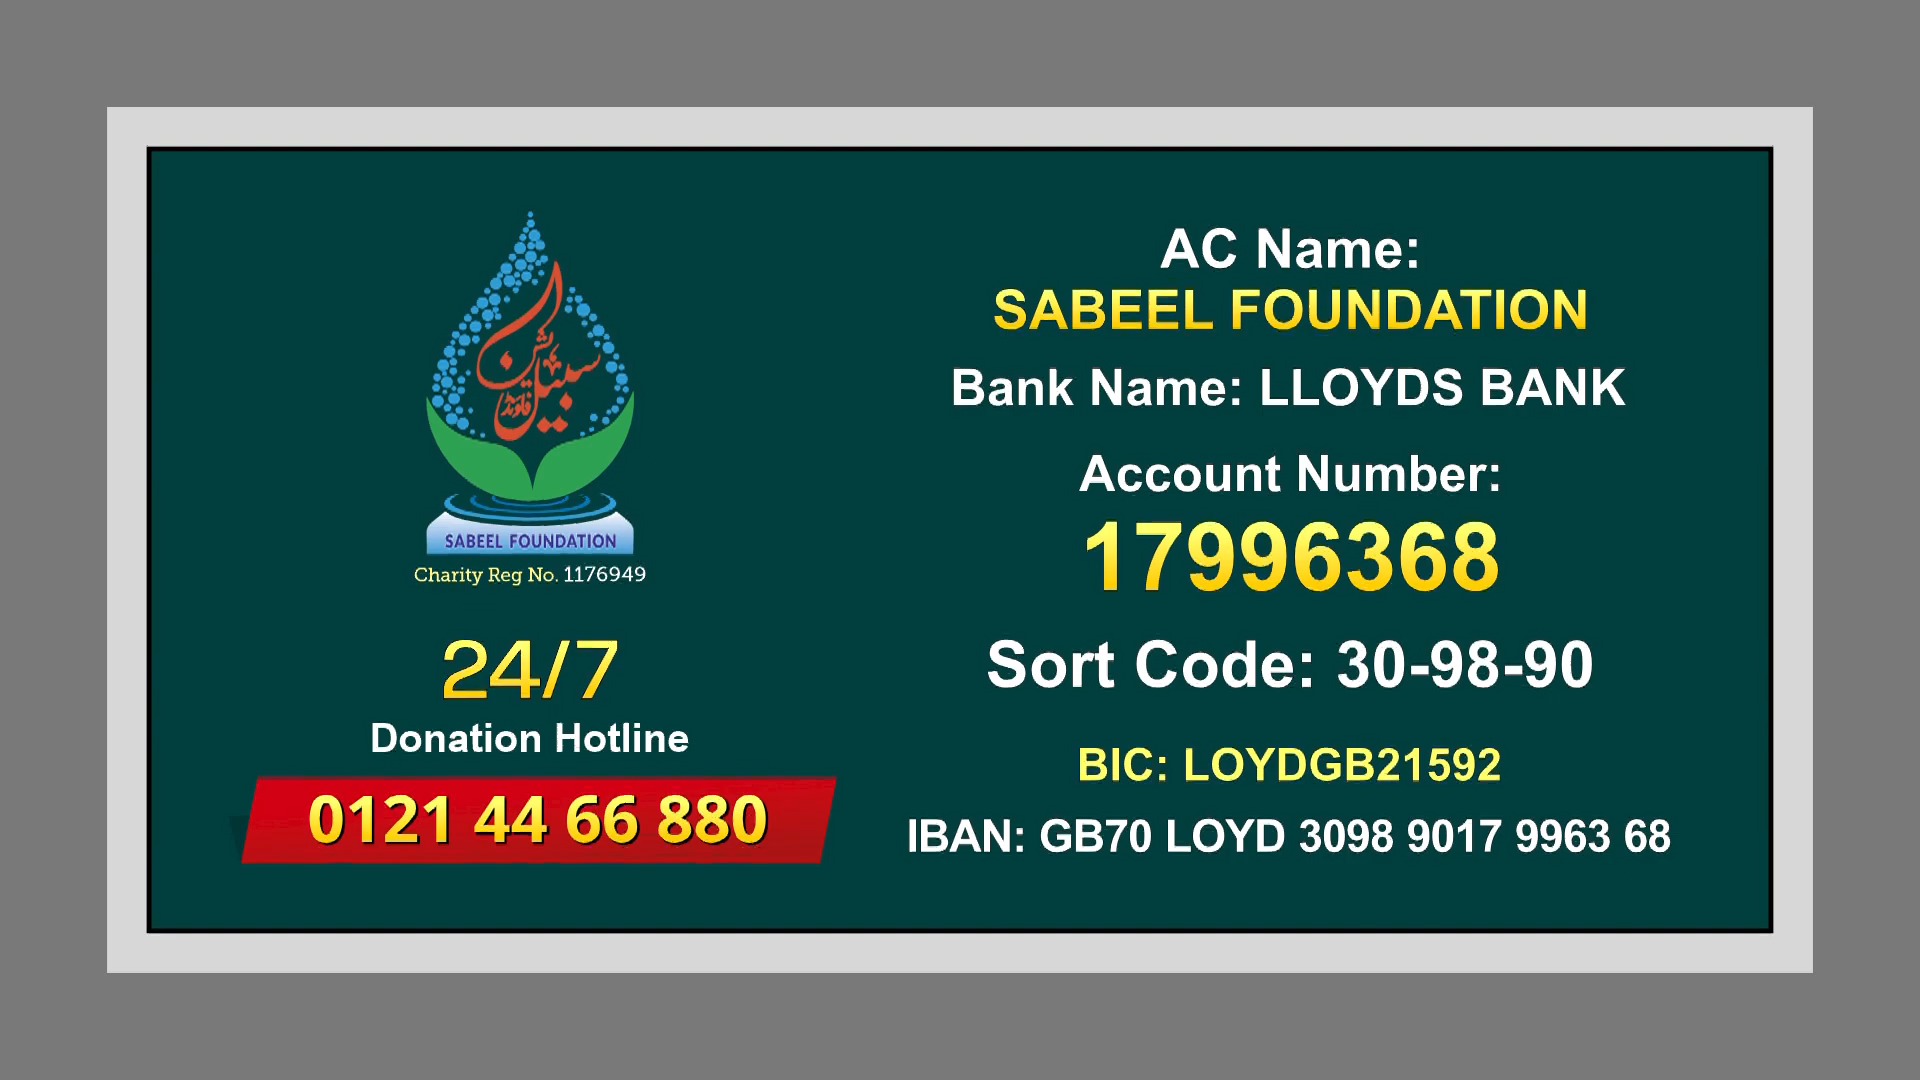 سبیل فاونڈیشن
SABEEL FOUNDATION
Charity Reg No. 1176949
24/7
Donation Hotline
0121 44 66 880
AC Name:
SABEEL FOUNDATION
Bank Name: LLOYDS BANK
Account Number:
17996368
Sort Code: 30-98-90
BIC: LOYDGB21592
IBAN: GB70 LOYD 3098 9017 9963 68